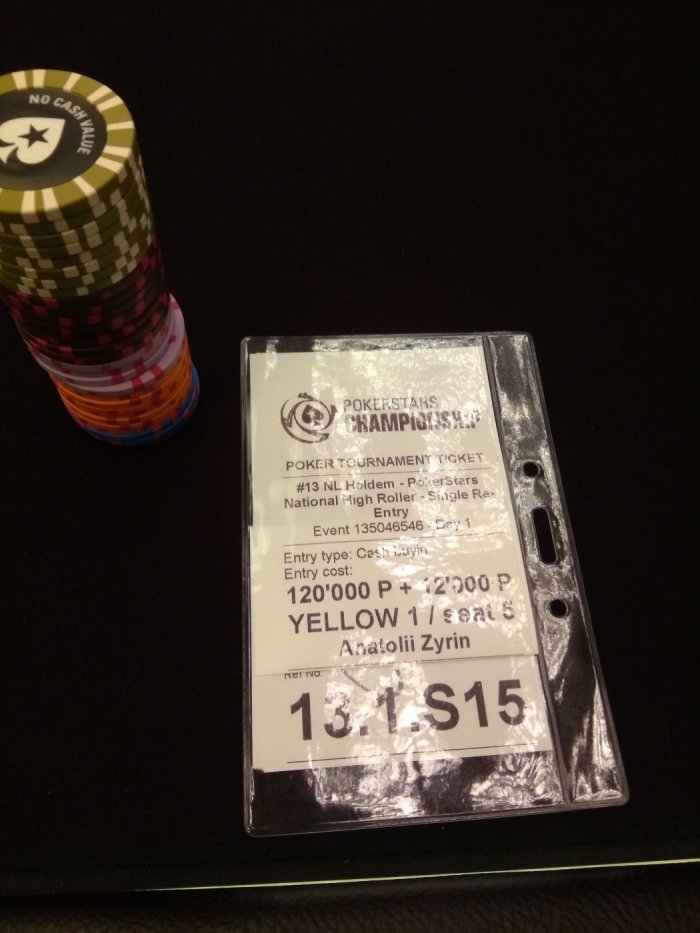 NO CASH VALUE
POKERSTARS
CHAMPIONSHIP
POKER TOURNAMENT TICKET
#13 NL Holdem - PokerStars
National High Roller - Single Re-
Entry
Event 135046546 - Day 1
Entry type: Cash buyin
Entry cost:
120'000 P + 12'000 P
YELLOW 1 / seat 5
Anatolii Zyrin
Ref No.
13.1.S15